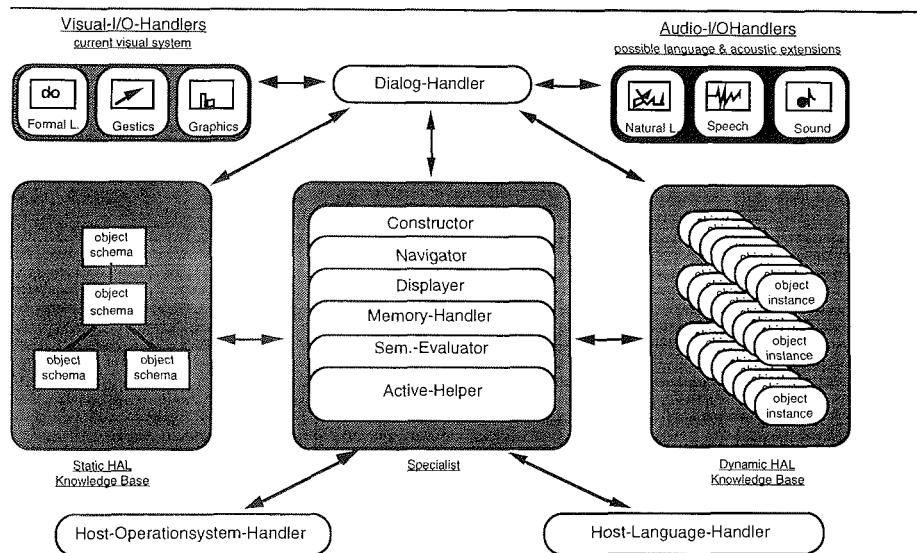 Visual-I/O-Handlers
current visual system
Audio-I/OHandlers
possible language & acoustic extensions
Formal L.
Gestics
Graphics
Dialog-Handler
Natural L.
Speech
Sound
object
schema
object
schema
object
schema
object
schema
Constructor
Navigator
Displayer
Memory-Handler
Sem.-Evaluator
Active-Helper
object
instance
object
instance
object
instance
Static HAL
Knowledge Base
Specialist
Dynamic HAL
Knowledge Base
Host-Operationsystem-Handler
Host-Language-Handler